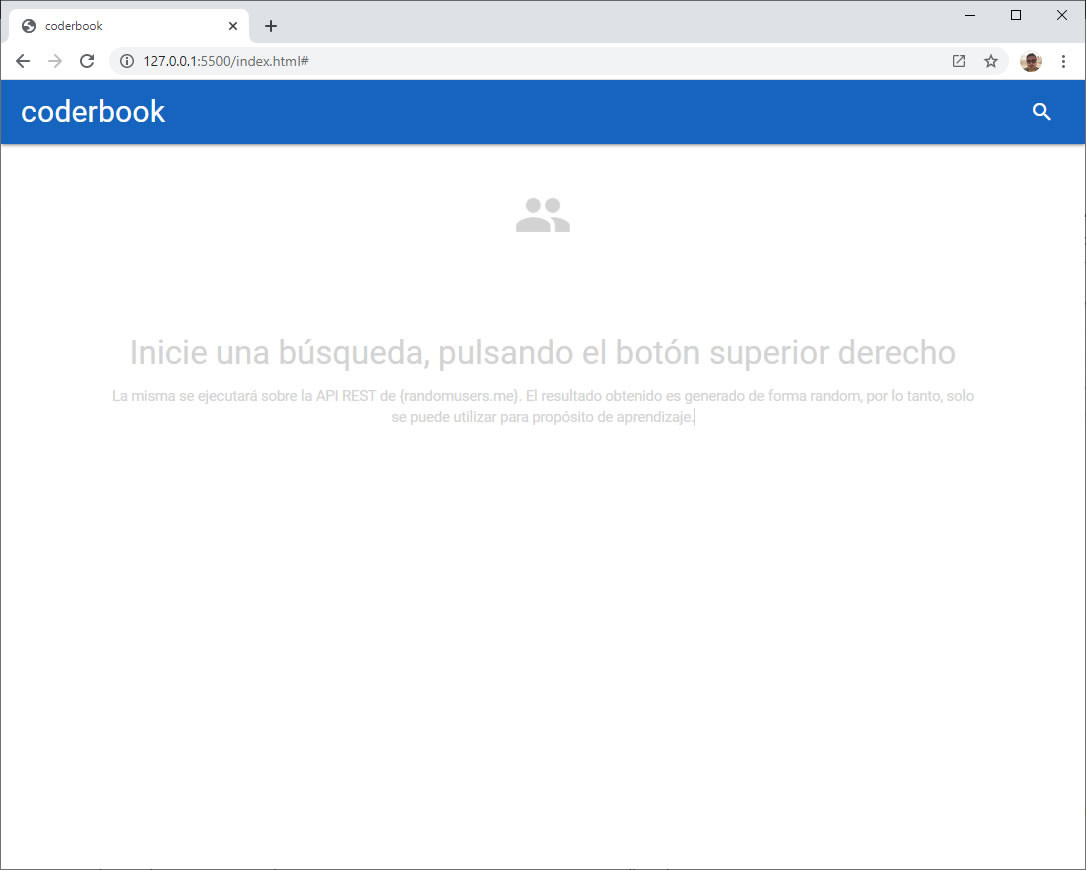 coderbook
127.0.0.1:5500/index.html#
coderbook
Inicie una búsqueda, pulsando el botón superior derecho
La misma se ejecutará sobre la API REST de {randomusers.me}. El resultado obtenido es generado de forma random, por lo tanto, solo
se puede utilizar para propósito de aprendizaje.